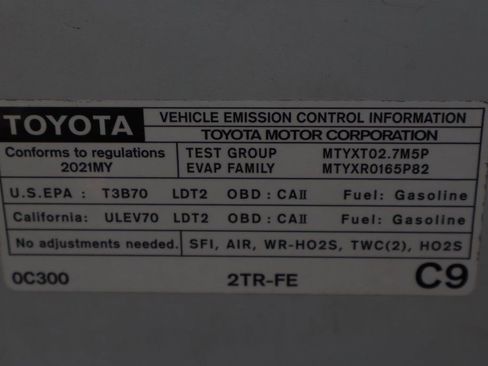 TOYOTA VEHICLE EMISSION CONTROL INFORMATION
TOYOTA MOTOR CORPORATION
Conforms to regulations TEST GROUP MTYXT02.7M5P
2021MY EVAP FAMILY MTYXR0165P82
U.S.EPA : T3B70 LDT2 OBD : CAII Fuel: Gasoline
California: ULEV70 LDT2 OBD : CAII Fuel: Gasoline
No adjustments needed. SFI, AIR, WR-HO2S, TWC(2), HO2S
0C300 2TR-FE C9